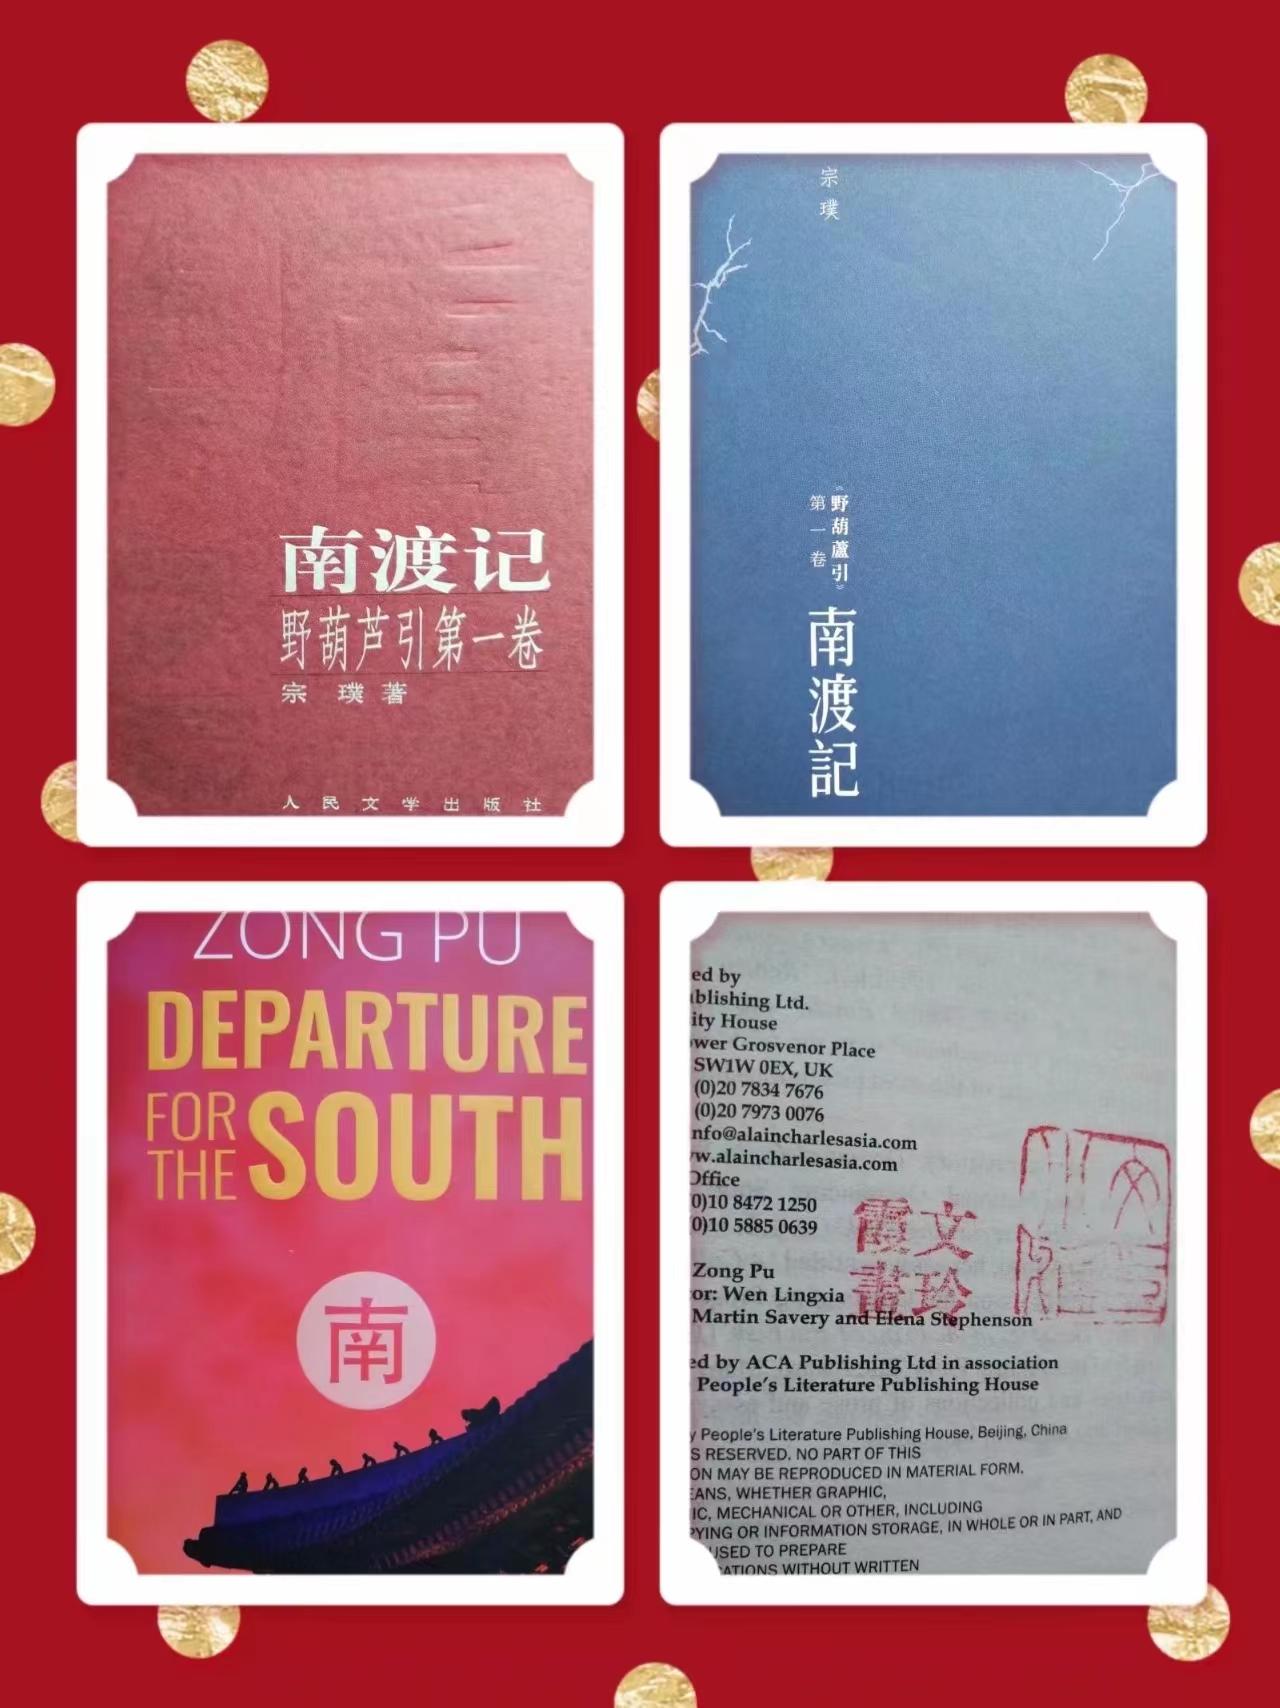 南渡记
野葫芦引第一卷
宗 璞 著
人民文学出版社
宗璞
《野葫蘆引》
第一卷
南渡記
ZONG PU
DEPARTURE
FOR
THE SOUTH
南
ed by
blishing Ltd.
ity House
wer Grosvenor Place
SW1W 0EX, UK
(0)20 7834 7676
(0)20 7973 0076
nfo@alaincharlesasia.com
w.alaincharlesasia.com
Office
0)10 8472 1250
0)10 5885 0639
Zong Pu
or: Wen Lingxia
Martin Savery and Elena Stephenson
ed by ACA Publishing Ltd in association
People's Literature Publishing House
y People's Literature Publishing House, Beijing, China
S RESERVED. NO PART OF THIS
ON MAY BE REPRODUCED IN MATERIAL FORM.
EANS, WHETHER GRAPHIC,
IC, MECHANICAL OR OTHER, INCLUDING
PYING OR INFORMATION STORAGE, IN WHOLE OR IN PART, AND
USED TO PREPARE
CATIONS WITHOUT WRITTEN
文玲
霞書